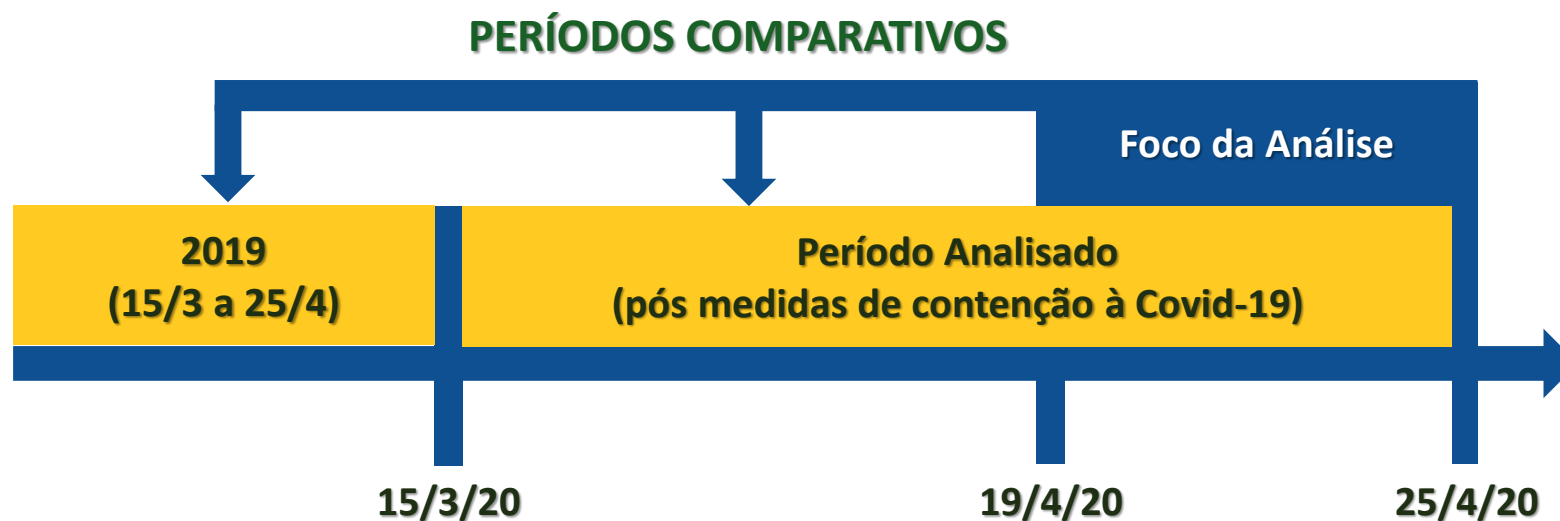 PERÍODOS COMPARATIVOS
Foco da Análise
2019
(15/3 a 25/4)
Período Analisado
(pós medidas de contenção à Covid-19)
15/3/20
19/4/20
25/4/20